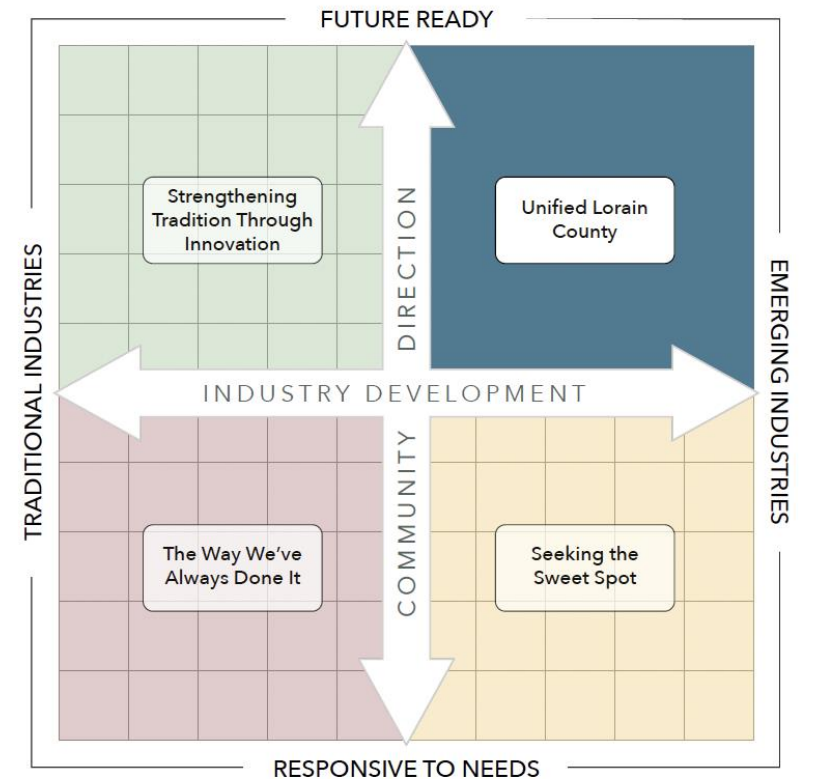 FUTURE READY
Strengthening
Tradition Through
Innovation
Unified Lorain
County
COMMUNITY DIRECTION
TRADITIONAL INDUSTRIES
INDUSTRY DEVELOPMENT
EMERGING INDUSTRIES
The Way We've
Always Done It
Seeking the
Sweet Spot
RESPONSIVE TO NEEDS